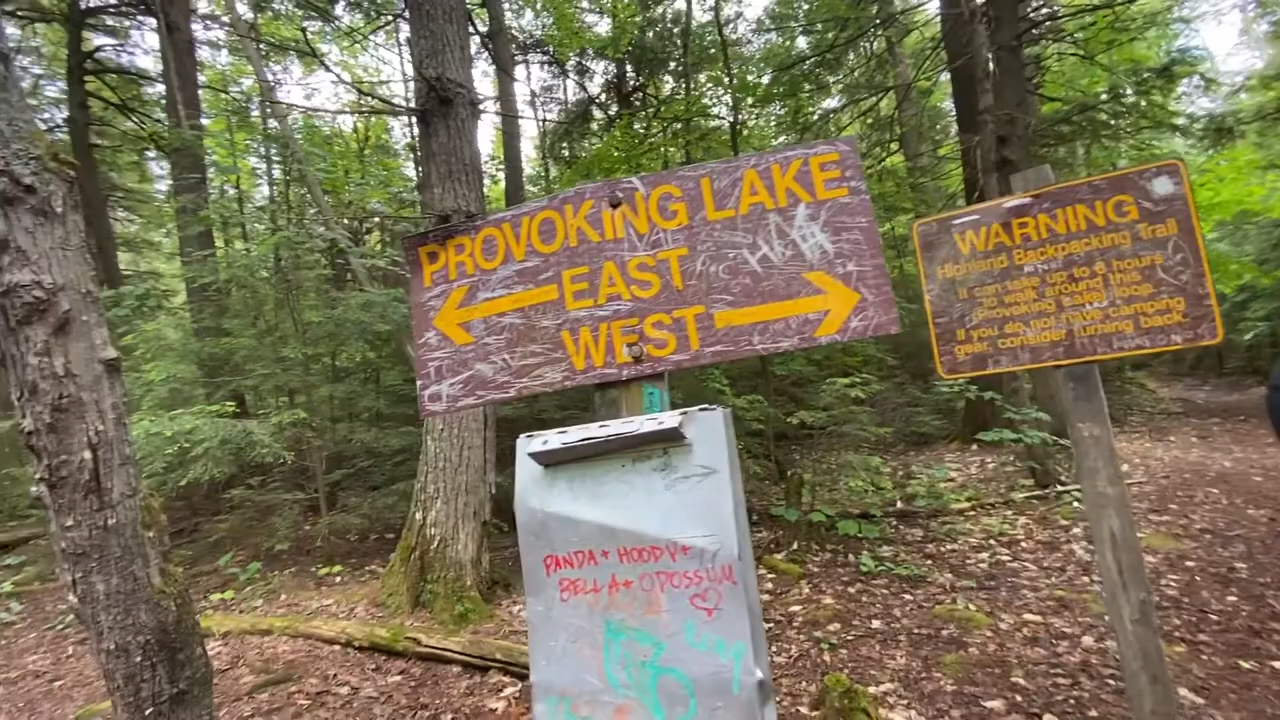 PROVOKING LAKE
EAST
WEST
WARNING
Highland Backpacking Trail
It can take up to 8 hours
to walk around this
(Provoking Lake) loop.
If you do not have camping
gear, consider turning back.
PANDA + HOODY +
BELLA + OPOSSUM